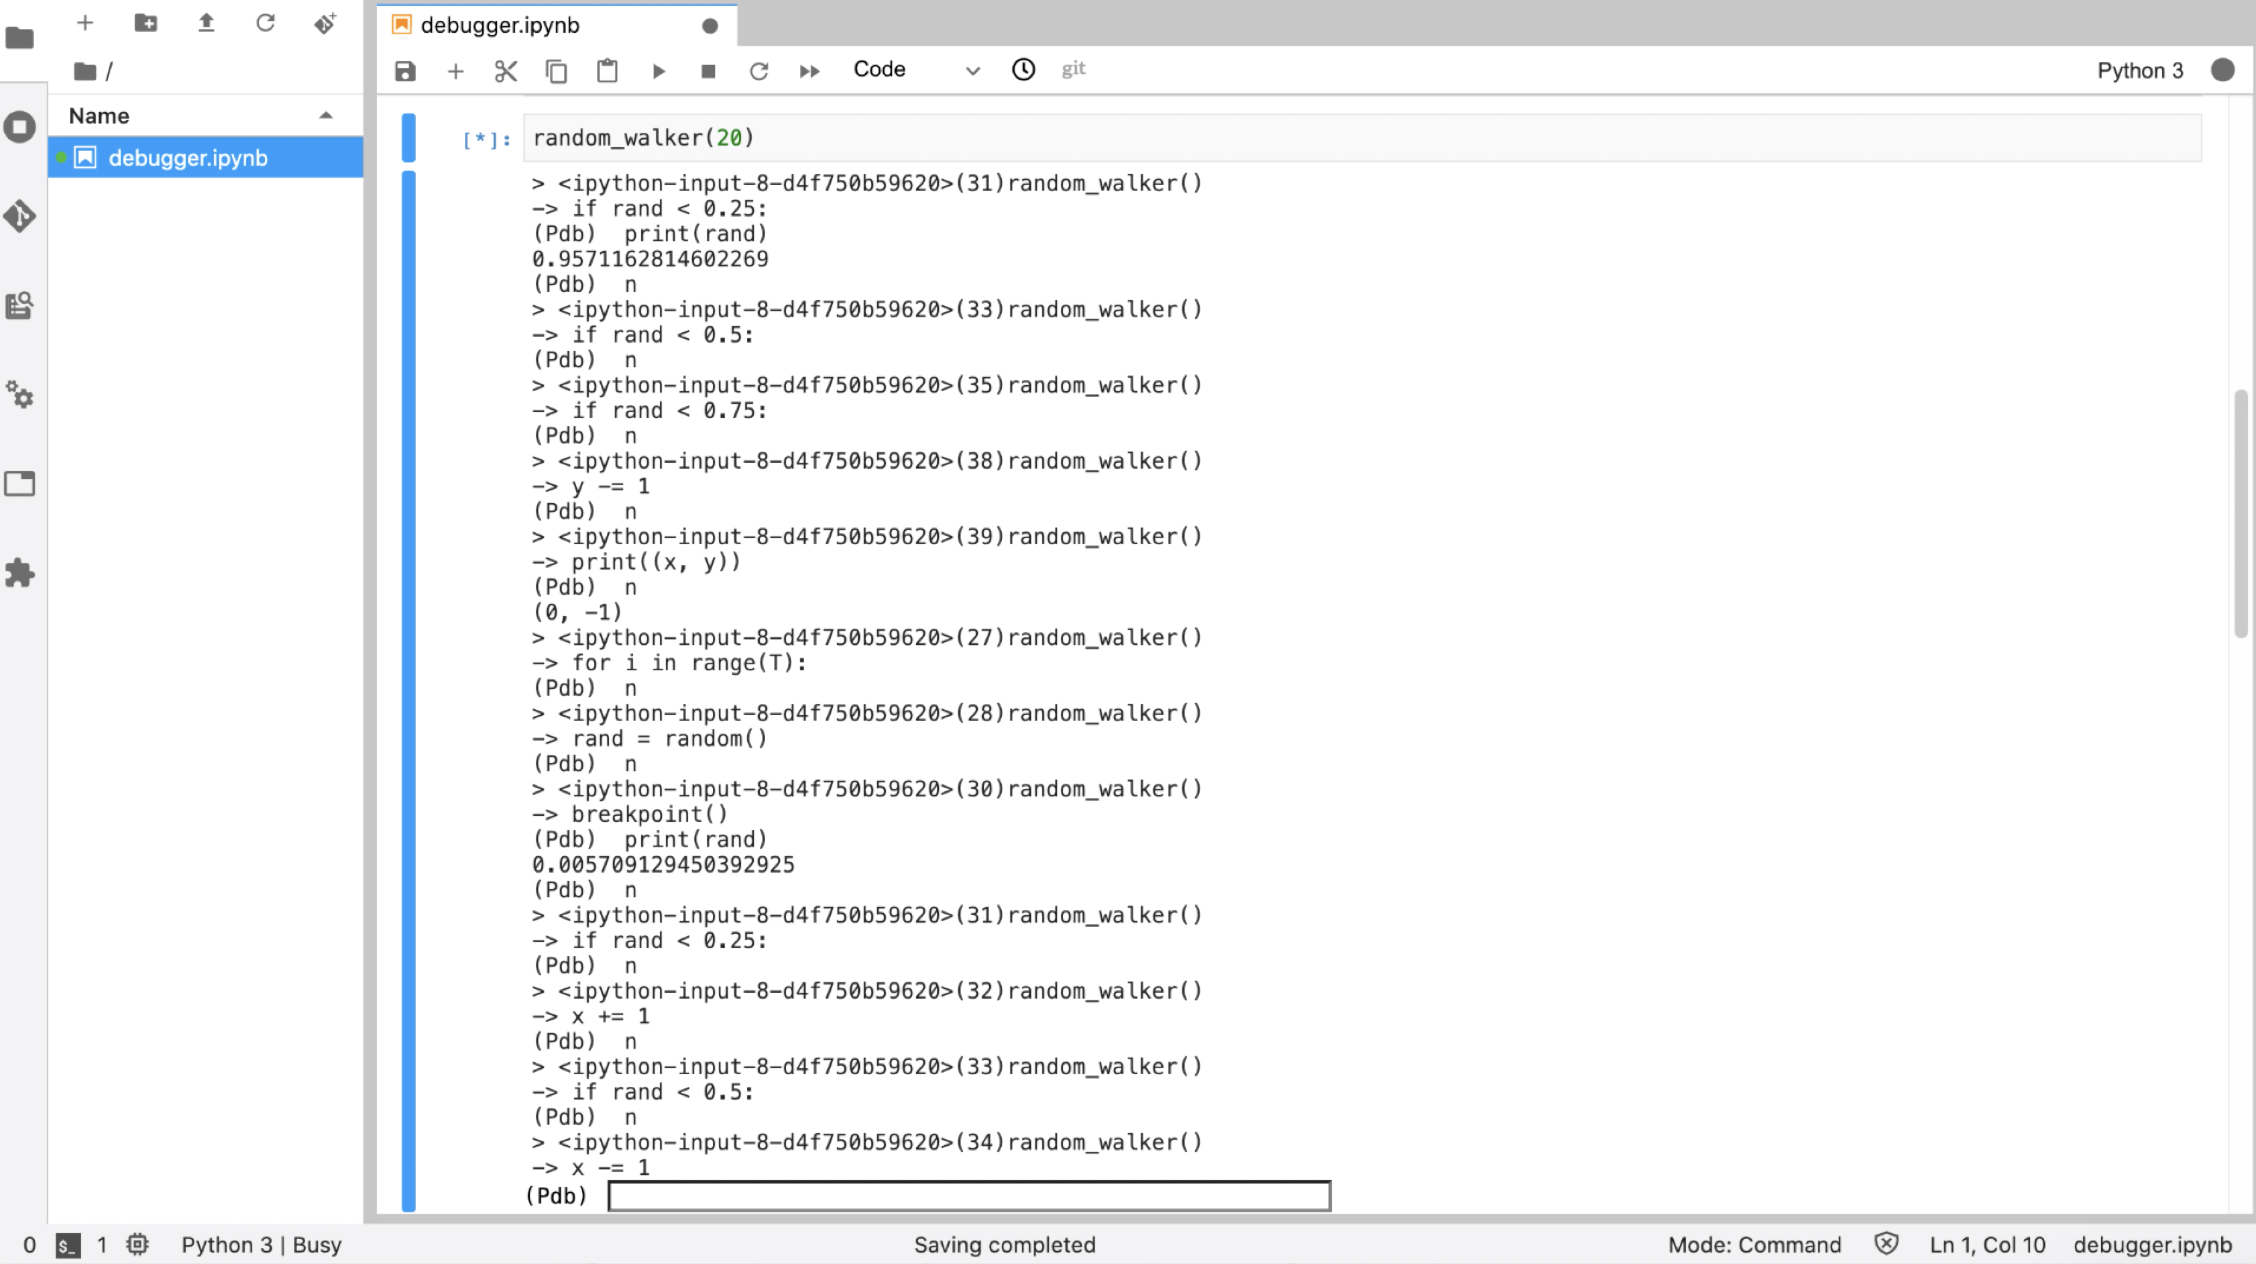 debugger.ipynb
/
Code
git
Python 3
Name
debugger.ipynb
[*]: random_walker(20)
> <ipython-input-8-d4f750b59620>(31)random_walker()
-> if rand < 0.25:
(Pdb)  print(rand)
0.9571162814602269
(Pdb)  n
> <ipython-input-8-d4f750b59620>(33)random_walker()
-> if rand < 0.5:
(Pdb)  n
> <ipython-input-8-d4f750b59620>(35)random_walker()
-> if rand < 0.75:
(Pdb)  n
> <ipython-input-8-d4f750b59620>(38)random_walker()
-> y -= 1
(Pdb)  n
> <ipython-input-8-d4f750b59620>(39)random_walker()
-> print((x, y))
(Pdb)  n
(0, -1)
> <ipython-input-8-d4f750b59620>(27)random_walker()
-> for i in range(T):
(Pdb)  n
> <ipython-input-8-d4f750b59620>(28)random_walker()
-> rand = random()
(Pdb)  n
> <ipython-input-8-d4f750b59620>(30)random_walker()
-> breakpoint()
(Pdb)  print(rand)
0.005709129450392925
(Pdb)  n
> <ipython-input-8-d4f750b59620>(31)random_walker()
-> if rand < 0.25:
(Pdb)  n
> <ipython-input-8-d4f750b59620>(32)random_walker()
-> x += 1
(Pdb)  n
> <ipython-input-8-d4f750b59620>(33)random_walker()
-> if rand < 0.5:
(Pdb)  n
> <ipython-input-8-d4f750b59620>(34)random_walker()
-> x -= 1
(Pdb)
0 $_ 1 Python 3 | Busy
Saving completed
Mode: Command
Ln 1, Col 10
debugger.ipynb